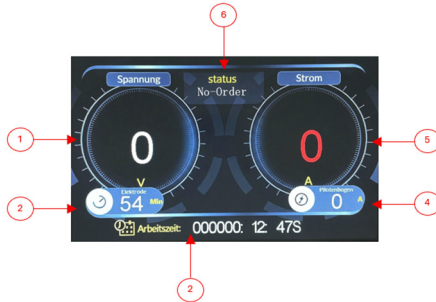 6
Spannung
status
Strom
No-Order
1
0
0
5
V
A
2
Elektrode
54 Min
Pilotenbogen
0 A
4
Arbeitszeit: 000000: 12: 47S
2